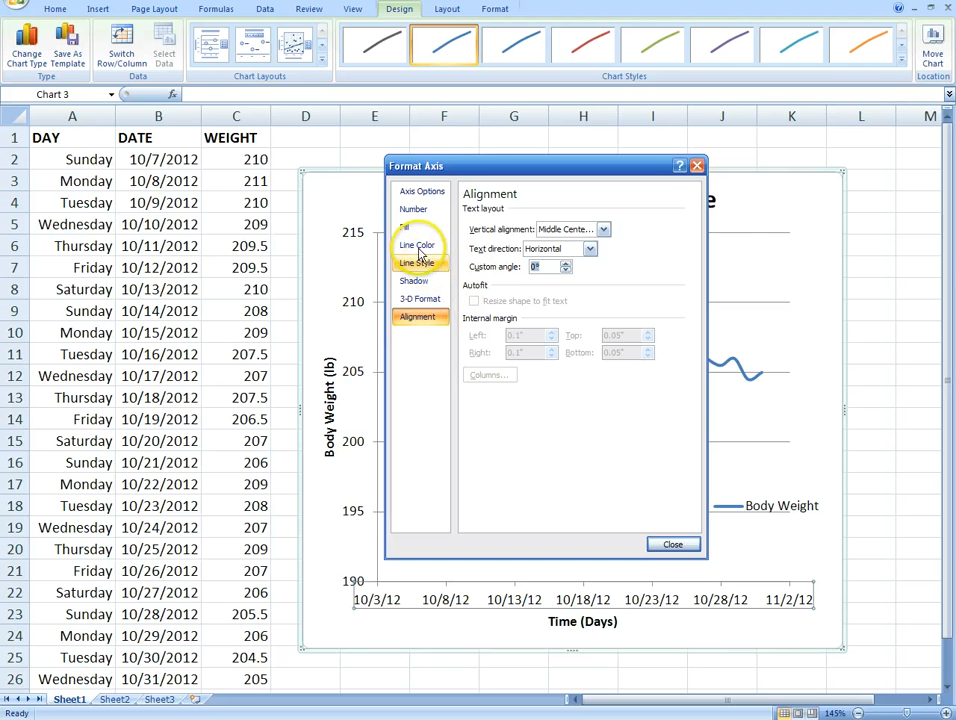 Home Insert Page Layout Formulas Data Review View Design Layout Format
Change Chart Type Save As Template Switch Row/Column Select Data Move Chart
Type Data Chart Layouts Chart Styles Location
Chart 3 fx
A B C D E F G H I J K L M
1 DAY DATE WEIGHT
2 Sunday 10/7/2012 210
3 Monday 10/8/2012 211
4 Tuesday 10/9/2012 210
5 Wednesday 10/10/2012 209
6 Thursday 10/11/2012 209.5
7 Friday 10/12/2012 209
8 Saturday 10/13/2012 209
9 Sunday 10/14/2012 208
10 Monday 10/15/2012 209
11 Tuesday 10/16/2012 207.5
12 Wednesday 10/17/2012 207
13 Thursday 10/18/2012 207.5
14 Friday 10/19/2012 206.5
15 Saturday 10/20/2012 207
16 Sunday 10/21/2012 206
17 Monday 10/22/2012 209
18 Tuesday 10/23/2012 208
19 Wednesday 10/24/2012 207
20 Thursday 10/25/2012 209
21 Friday 10/26/2012 207
22 Saturday 10/27/2012 206
23 Sunday 10/28/2012 205.5
24 Monday 10/29/2012 206
25 Tuesday 10/30/2012 204.5
26 Wednesday 10/31/2012 205
Format Axis
Axis Options
Number
Fill
Line Color
Line Style
Shadow
3-D Format
Alignment
Alignment
Text layout
Vertical alignment: Middle Cente...
Text direction: Horizontal
Custom angle: 0°
Autofit
Resize shape to fit text
Internal margin
Left: 0.1" Top: 0.05"
Right: 0.1" Bottom: 0.05"
Columns...
Close
215
210
205
200
195
190
Body Weight (lb)
Body Weight
10/3/12 10/8/12 10/13/12 10/18/12 10/23/12 10/28/12 11/2/12
Time (Days)
Sheet1 Sheet2 Sheet3
Ready 145%